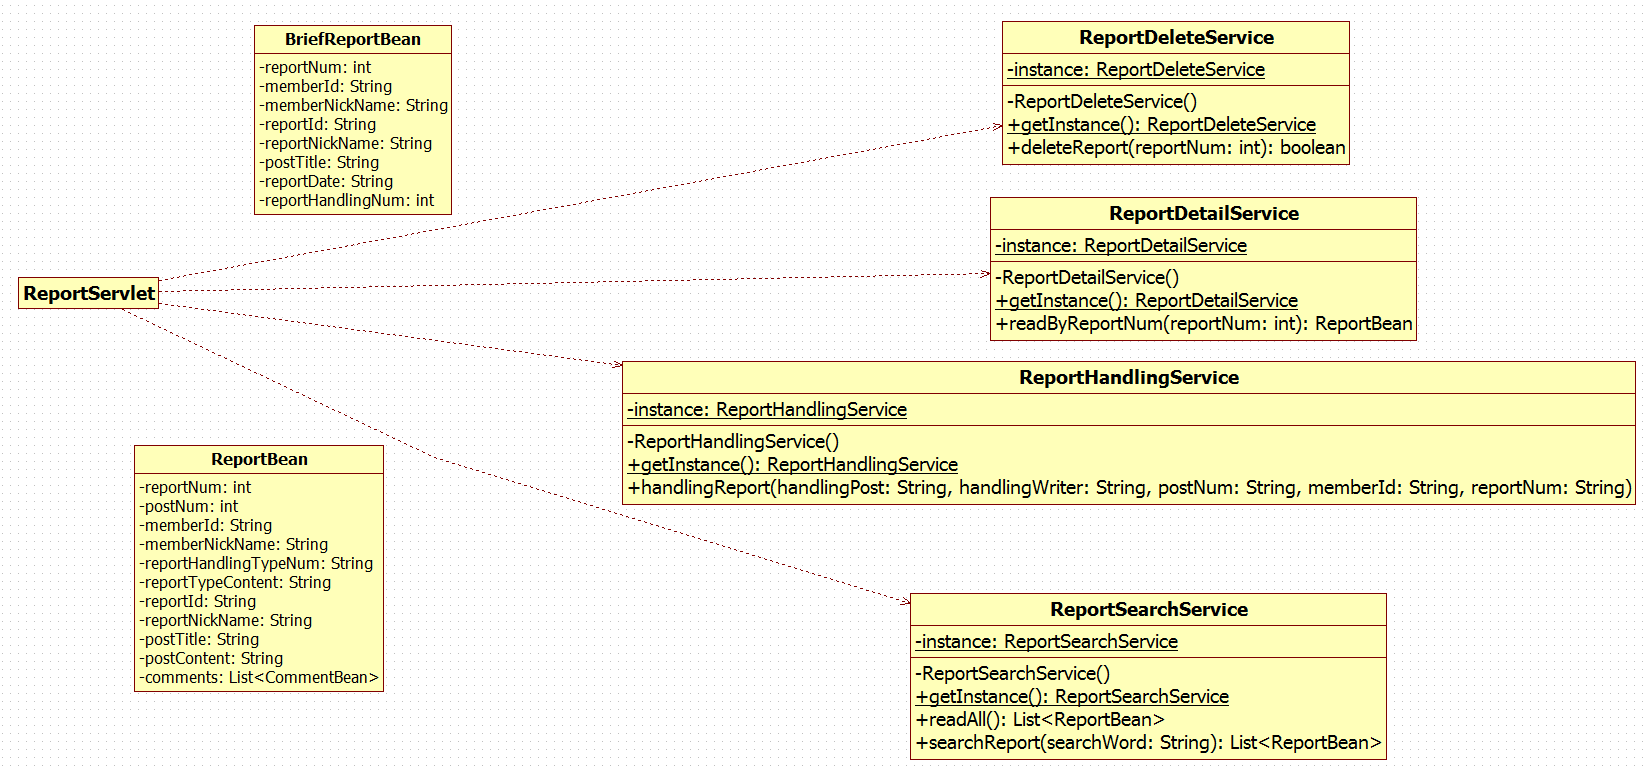 BriefReportBean
-reportNum: int
-memberId: String
-memberNickName: String
-reportId: String
-reportNickName: String
-postTitle: String
-reportDate: String
-reportHandlingNum: int
ReportDeleteService
-instance: ReportDeleteService
-ReportDeleteService()
+getInstance(): ReportDeleteService
+deleteReport(reportNum: int): boolean
ReportDetailService
-instance: ReportDetailService
-ReportDetailService()
+getInstance(): ReportDetailService
+readByReportNum(reportNum: int): ReportBean
ReportServlet
ReportHandlingService
-instance: ReportHandlingService
-ReportHandlingService()
+getInstance(): ReportHandlingService
+handlingReport(handlingPost: String, handlingWriter: String, postNum: String, memberId: String, reportNum: String)
ReportBean
-reportNum: int
-postNum: int
-memberId: String
-memberNickName: String
-reportHandlingTypeNum: String
-reportTypeContent: String
-reportId: String
-reportNickName: String
-postTitle: String
-postContent: String
-comments: List<CommentBean>
ReportSearchService
-instance: ReportSearchService
-ReportSearchService()
+getInstance(): ReportSearchService
+readAll(): List<ReportBean>
+searchReport(searchWord: String): List<ReportBean>